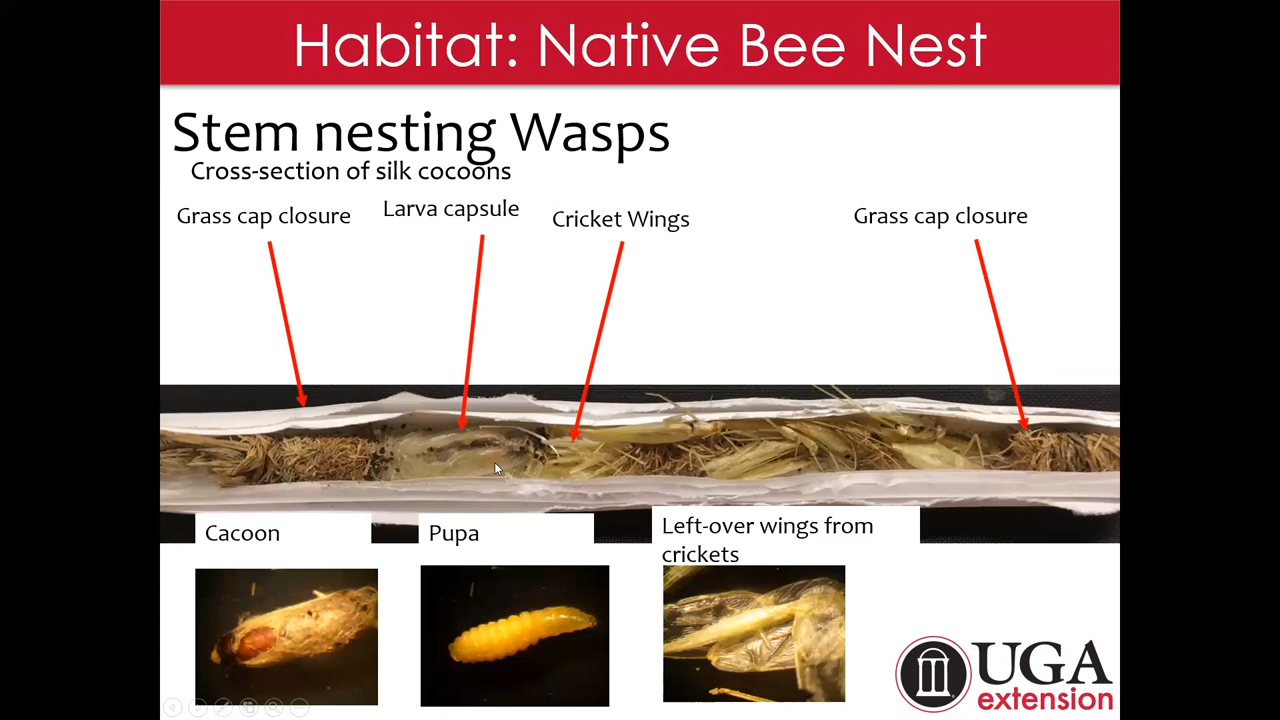 Habitat: Native Bee Nest
Stem nesting Wasps
Cross-section of silk cocoons
Grass cap closure
Larva capsule
Cricket Wings
Grass cap closure
Cacoon
Pupa
Left-over wings from
crickets
UGA
extension